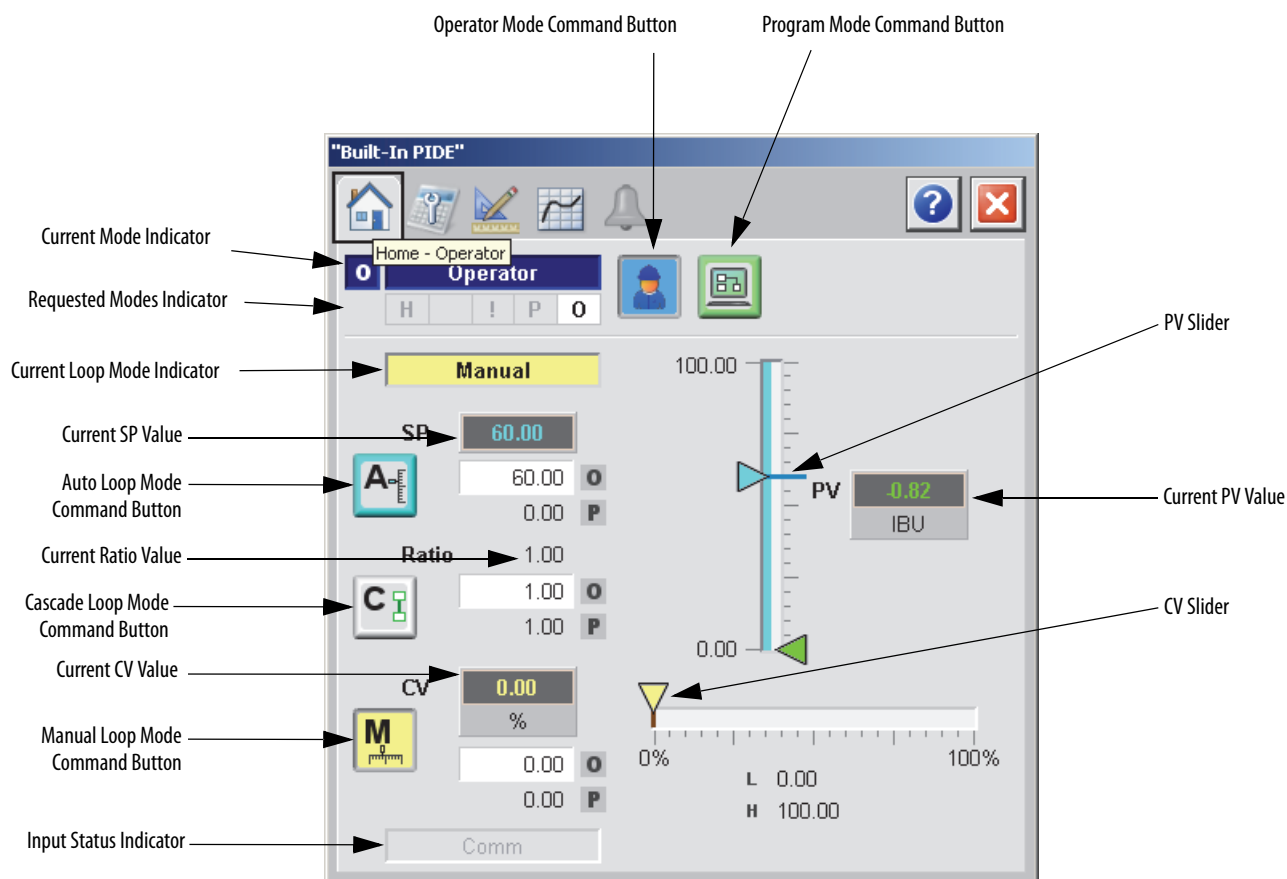 Operator Mode Command Button
Program Mode Command Button
"Built-In PIDE"
Home - Operator
Current Mode Indicator
O Operator
Requested Modes Indicator
H ! P O
PV Slider
Current Loop Mode Indicator
Manual
100.00
Current SP Value
SP 60.00
Auto Loop Mode
Command Button
A
60.00 O
0.00 P
PV -0.82
IBU
Current PV Value
Current Ratio Value
Ratio 1.00
Cascade Loop Mode
Command Button
C
1.00 O
1.00 P
CV Slider
0.00
Current CV Value
CV 0.00
%
Manual Loop Mode
Command Button
M
0.00 O
0.00 P
0% 100%
L 0.00
H 100.00
Input Status Indicator
Comm